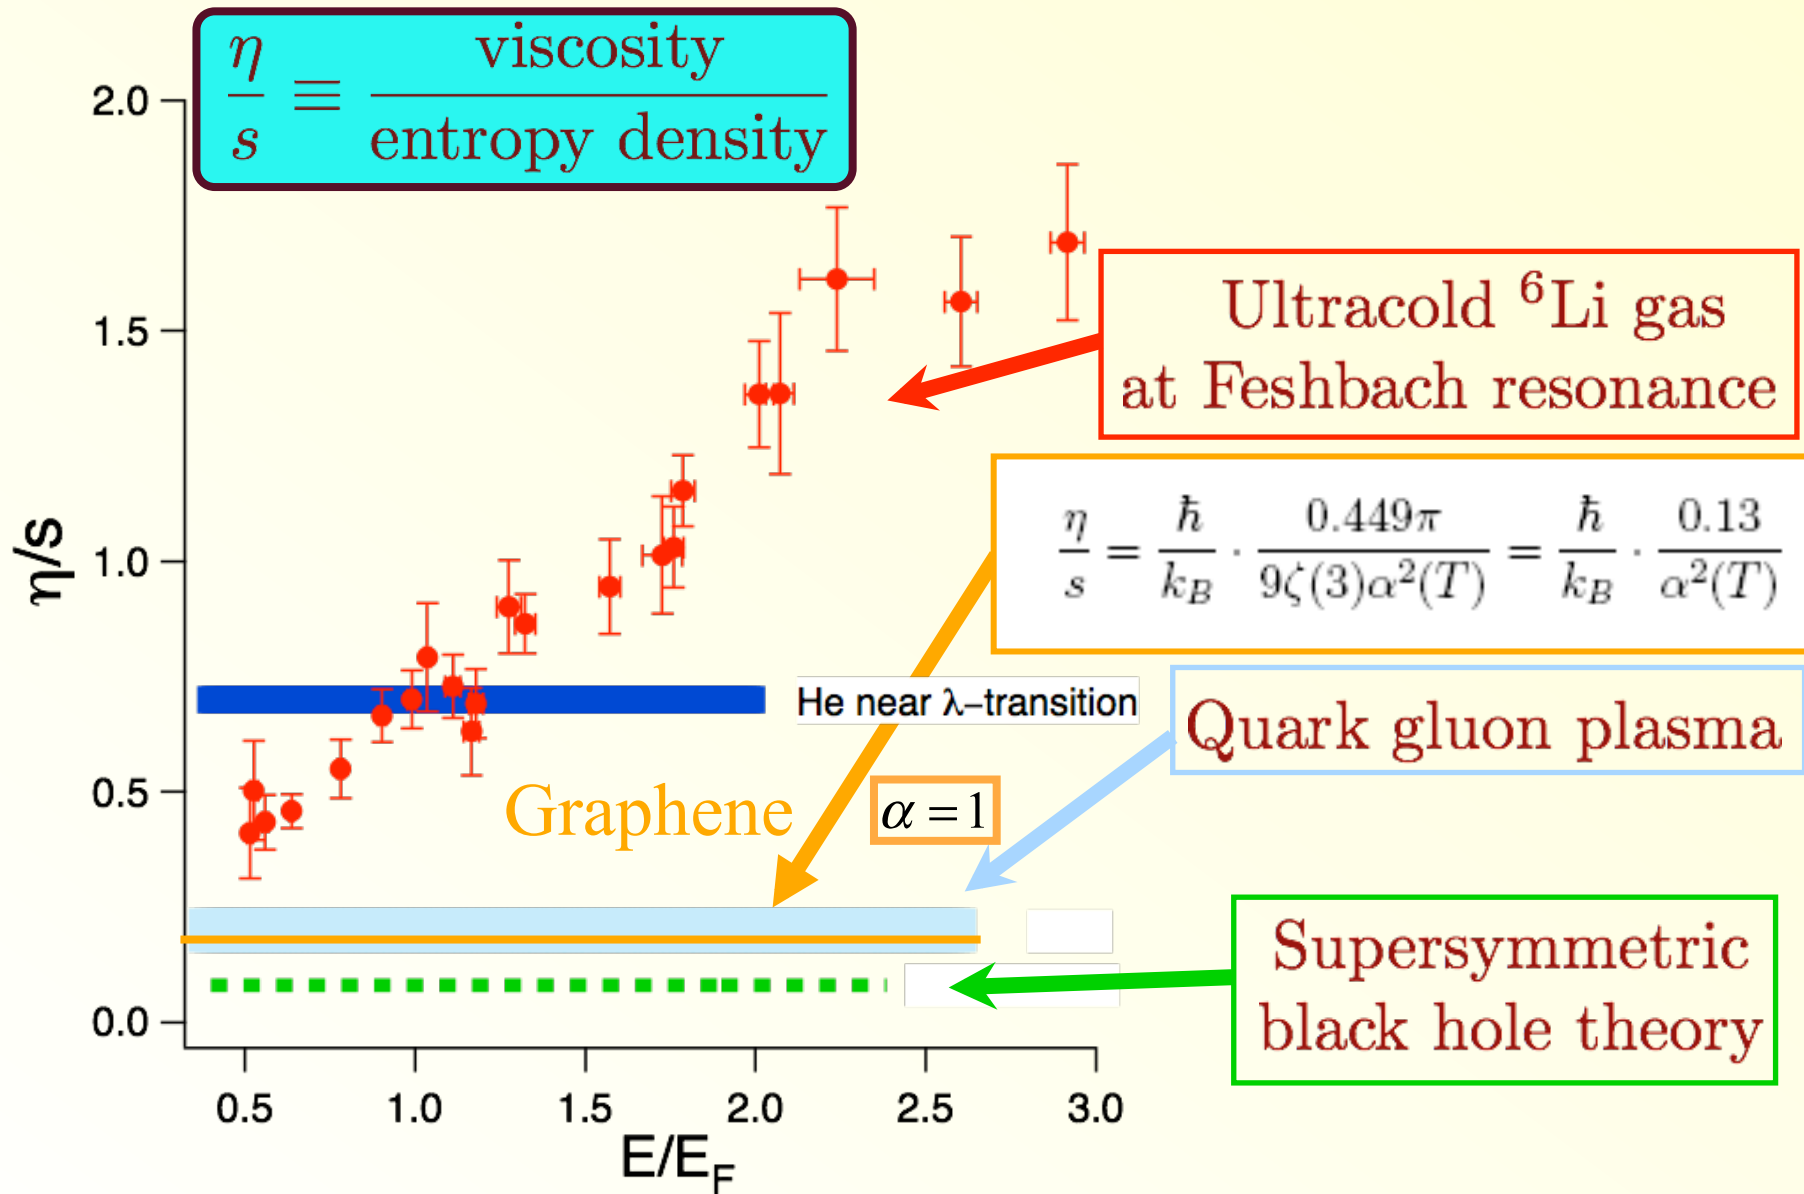 η/s ≡ viscosity/entropy density
2.0
1.5
1.0
0.5
0.0
η/s
Ultracold ⁶Li gas
at Feshbach resonance
η/s = ħ/k_B · 0.449π/9ζ(3)α²(T) = ħ/k_B · 0.13/α²(T)
He near λ−transition
Quark gluon plasma
Graphene
α = 1
Supersymmetric
black hole theory
0.5 1.0 1.5 2.0 2.5 3.0
E/E_F